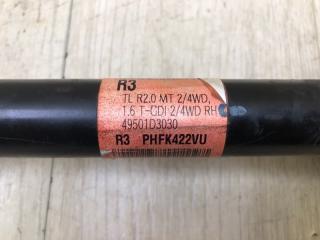 R3
TL R2.0 MT 2/4WD,
1.6 T-GDI 2/4WD RH
49501D3030
R3 PHFK422VU